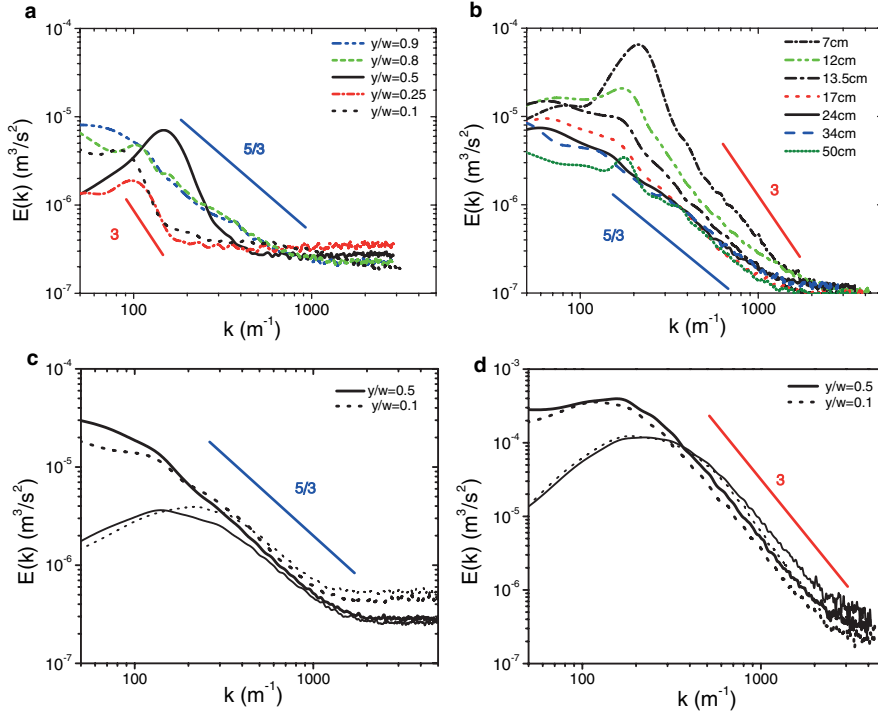 a
10^-4
10^-5
10^-6
10^-7
E(k) (m^3/s^2)
y/w=0.9
y/w=0.8
y/w=0.5
y/w=0.25
y/w=0.1
5/3
3
100
1000
k (m^-1)
b
10^-4
10^-5
10^-6
10^-7
E(k) (m^3/s^2)
7cm
12cm
13.5cm
17cm
24cm
34cm
50cm
3
5/3
100
1000
k (m^-1)
c
10^-4
10^-5
10^-6
10^-7
E(k) (m^3/s^2)
y/w=0.5
y/w=0.1
5/3
100
1000
k (m^-1)
d
10^-3
10^-4
10^-5
10^-6
10^-7
E(k) (m^3/s^2)
y/w=0.5
y/w=0.1
3
100
1000
k (m^-1)